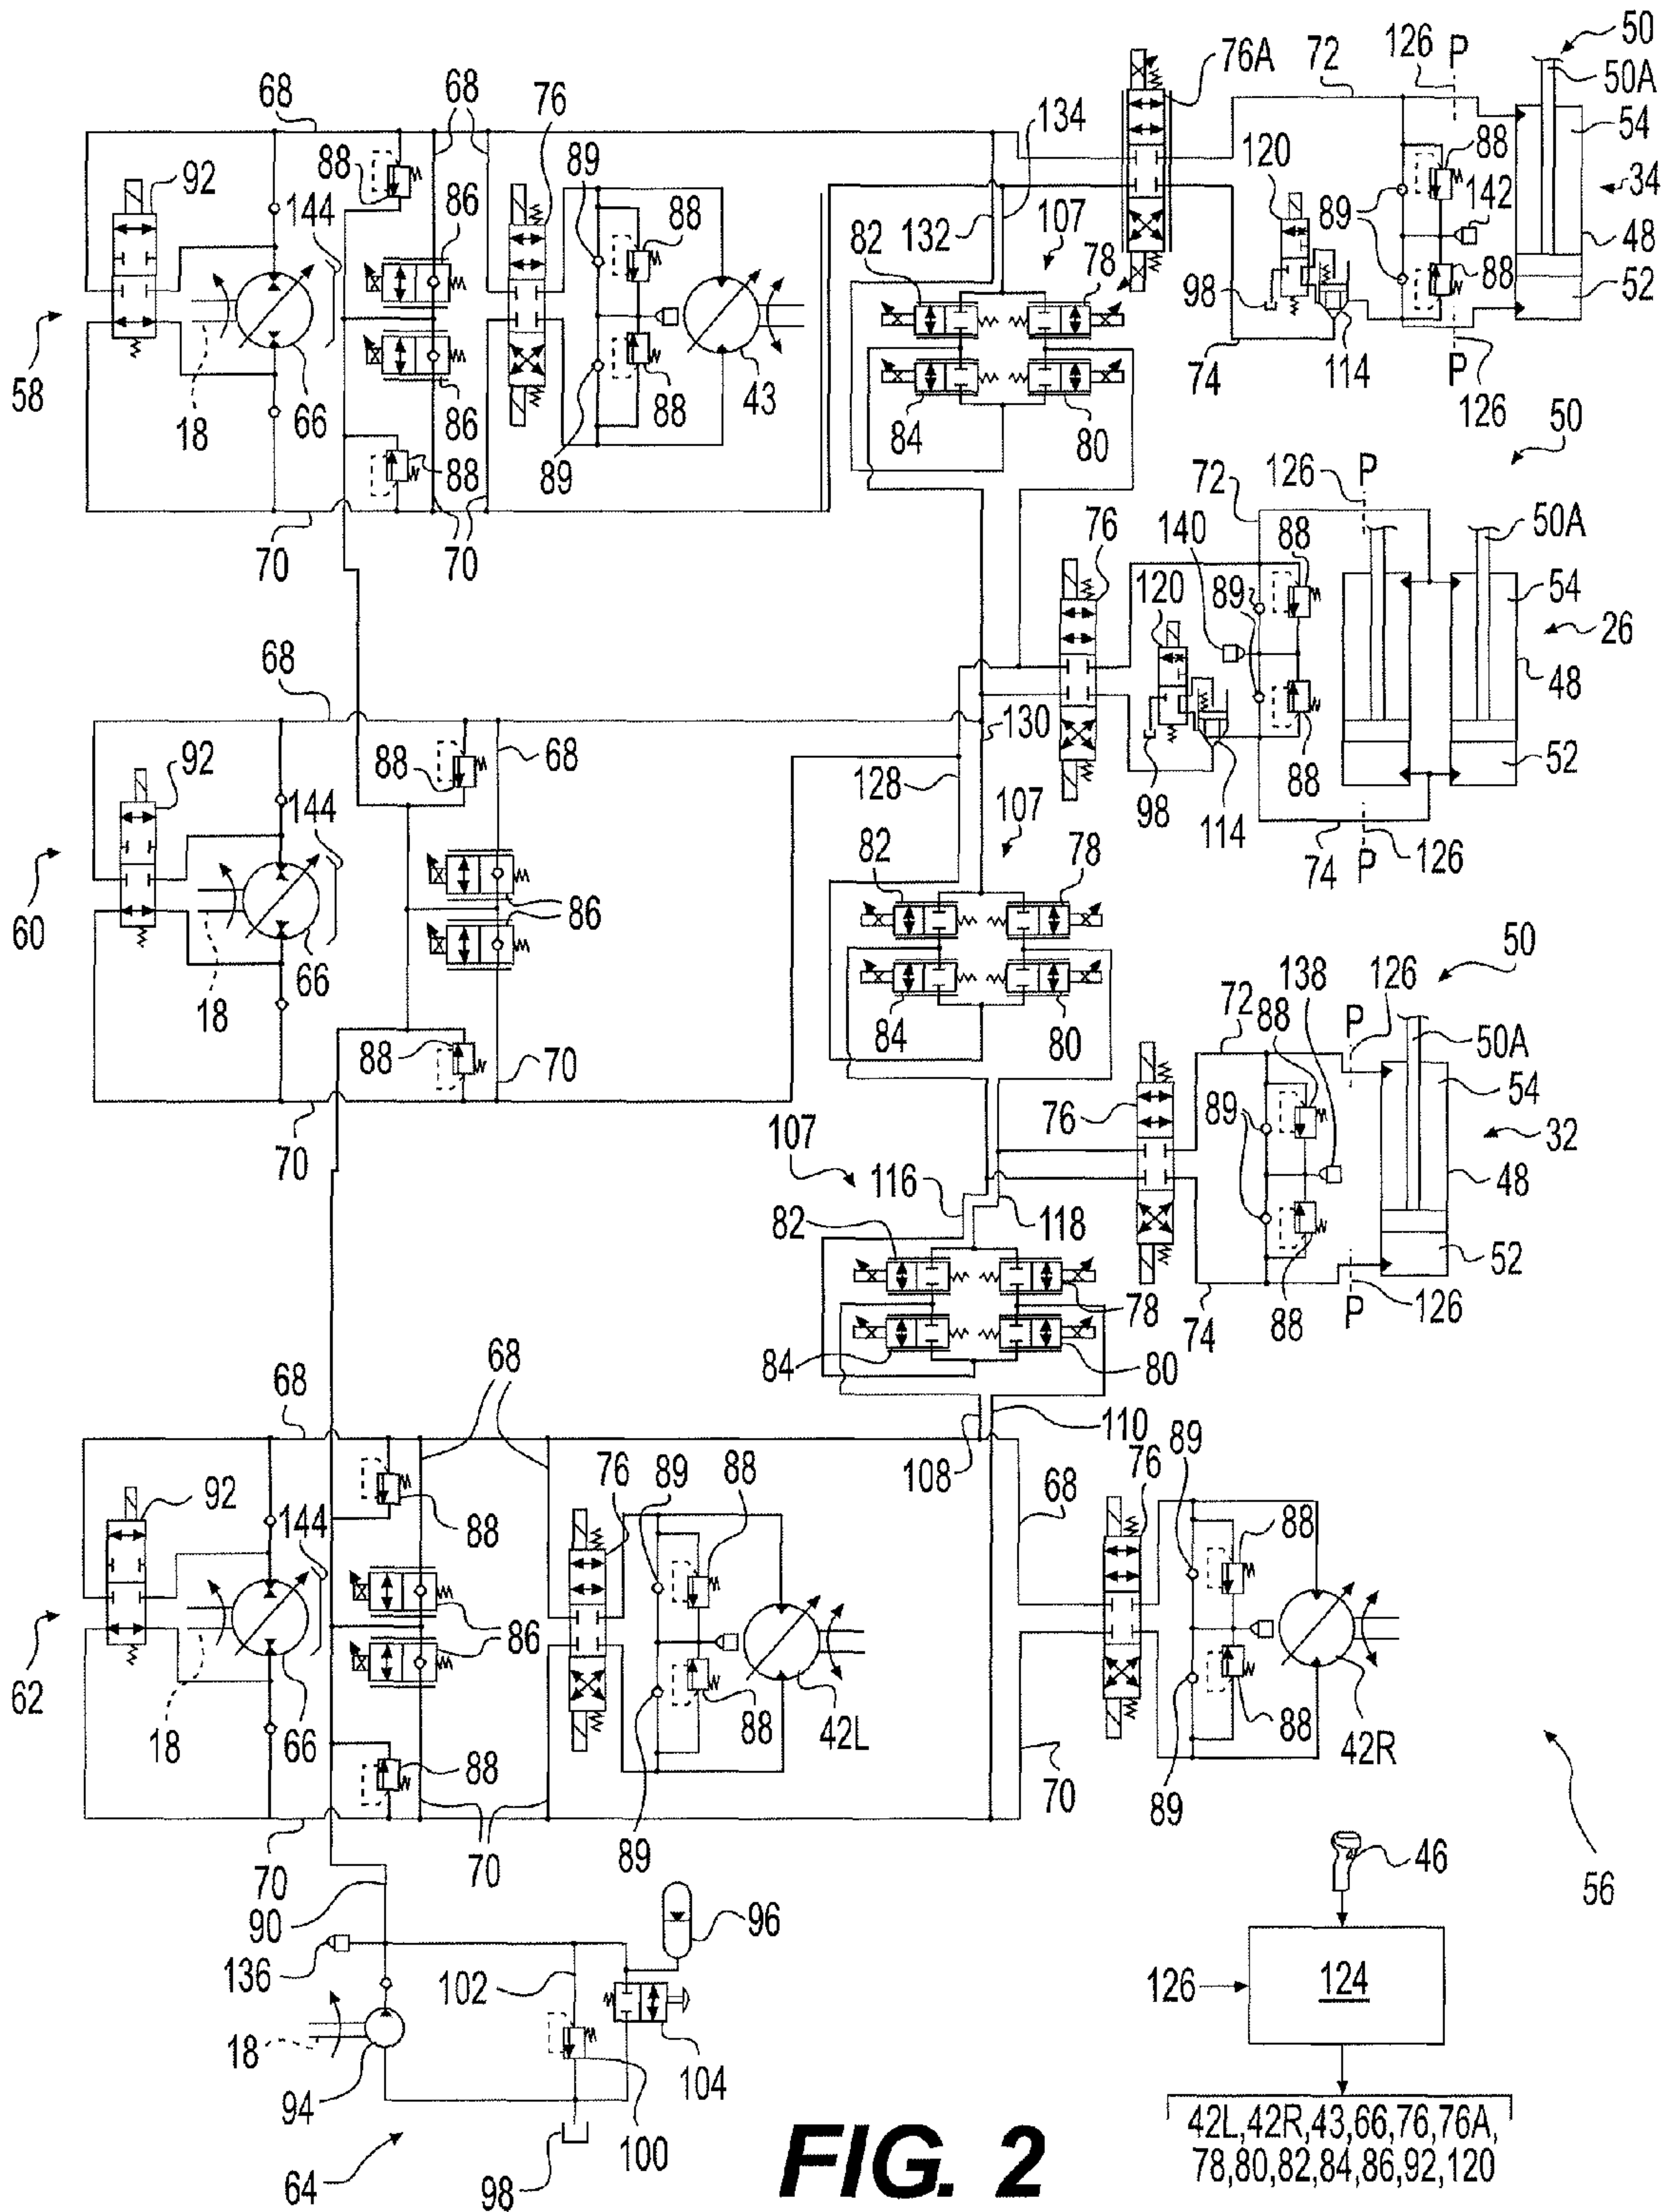 50
126 P
76A 72 50A
68 68 76 134 54
92 88 120 88
144 89 34
86 88 82 132 107 78 89 142
48
98 88
58 52
18 66 86 88 43 74 114 P
88 89 84 80 126
50
126 P
70 70 72
76 88 50A
140
120 89 54
68 26
130
92 88 68 48
144 128 52
98 88
107 114
82 78 74 P 126
60 86
50
18 66 126
72 88 138 P
84 80 50A
88 70 54
76 89
107 32
70 116
48
118
82 52
78 P 126
74 88
84 80
68 68
110
108 89
92 76 89 88 68 76 88
144 88
86
62
18 66 88 42L 88 42R
88 89
70
89
70 70 46
90 96 56
136 102 126 124
18
104
94
100
64 98
42L,42R,43,66,76,76A,
78,80,82,84,86,92,120
FIG. 2